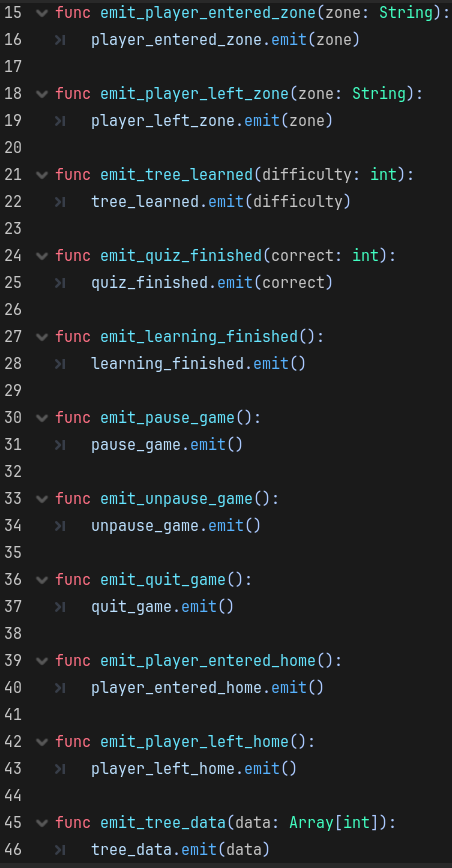 15 func emit_player_entered_zone(zone: String):
16 player_entered_zone.emit(zone)
17
18 func emit_player_left_zone(zone: String):
19 player_left_zone.emit(zone)
20
21 func emit_tree_learned(difficulty: int):
22 tree_learned.emit(difficulty)
23
24 func emit_quiz_finished(correct: int):
25 quiz_finished.emit(correct)
26
27 func emit_learning_finished():
28 learning_finished.emit()
29
30 func emit_pause_game():
31 pause_game.emit()
32
33 func emit_unpause_game():
34 unpause_game.emit()
35
36 func emit_quit_game():
37 quit_game.emit()
38
39 func emit_player_entered_home():
40 player_entered_home.emit()
41
42 func emit_player_left_home():
43 player_left_home.emit()
44
45 func emit_tree_data(data: Array[int]):
46 tree_data.emit(data)